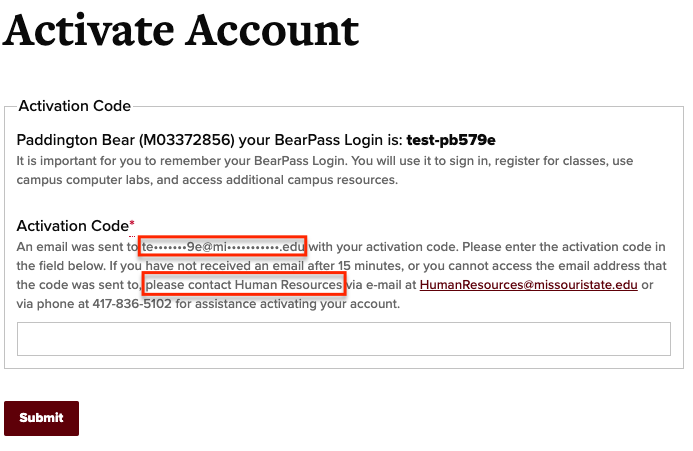 Activate Account
Activation Code
Paddington Bear (M03372856) your BearPass Login is: test-pb579e
It is important for you to remember your BearPass Login. You will use it to sign in, register for classes, use
campus computer labs, and access additional campus resources.
Activation Code*
An email was sent to te•••••••9e@mi•••••••••••.edu with your activation code. Please enter the activation code in
the field below. If you have not received an email after 15 minutes, or you cannot access the email address that
the code was sent to, please contact Human Resources via e-mail at HumanResources@missouristate.edu or
via phone at 417-836-5102 for assistance activating your account.
Submit